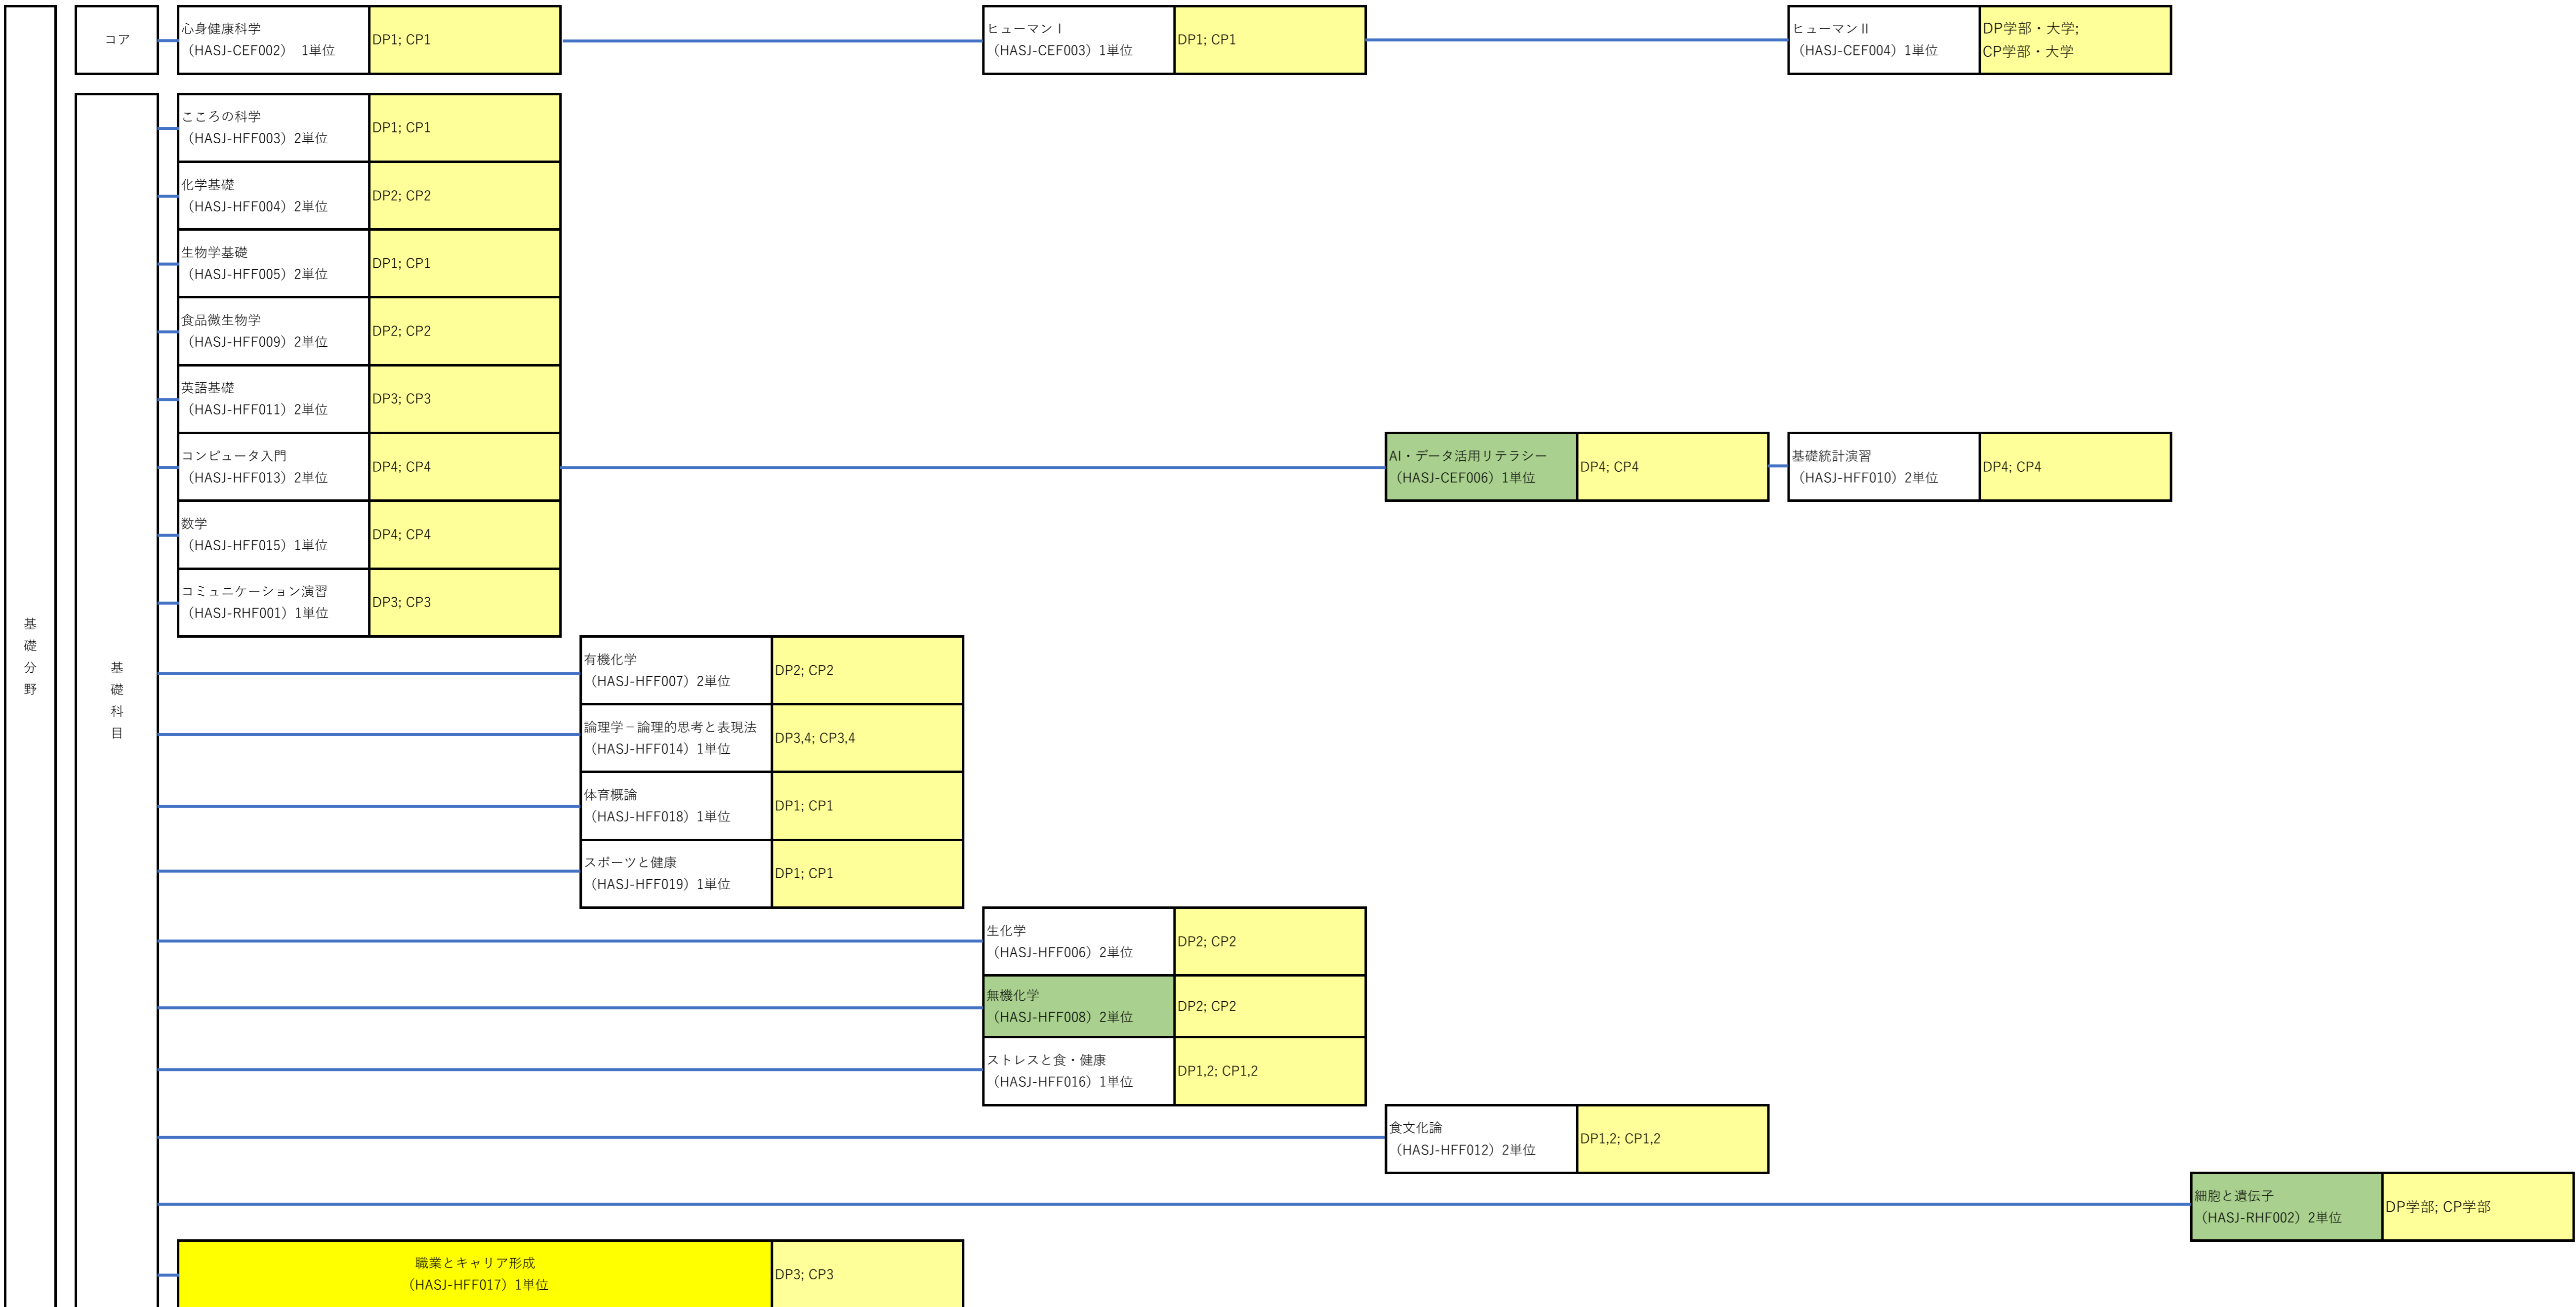 基礎分野
コア
心身健康科学
（HASJ-CEF002） 1単位
DP1; CP1
ヒューマンⅠ
（HASJ-CEF003）1単位
DP1; CP1
ヒューマンⅡ
（HASJ-CEF004）1単位
DP学部・大学;
CP学部・大学
基礎科目
こころの科学
（HASJ-HFF003）2単位
DP1; CP1
化学基礎
（HASJ-HFF004）2単位
DP2; CP2
生物学基礎
（HASJ-HFF005）2単位
DP1; CP1
食品微生物学
（HASJ-HFF009）2単位
DP2; CP2
英語基礎
（HASJ-HFF011）2単位
DP3; CP3
コンピュータ入門
（HASJ-HFF013）2単位
DP4; CP4
AI・データ活用リテラシー
（HASJ-CEF006）1単位
DP4; CP4
基礎統計演習
（HASJ-HFF010）2単位
DP4; CP4
数学
（HASJ-HFF015）1単位
DP4; CP4
コミュニケーション演習
（HASJ-RHF001）1単位
DP3; CP3
有機化学
（HASJ-HFF007）2単位
DP2; CP2
論理学－論理的思考と表現法
（HASJ-HFF014）1単位
DP3,4; CP3,4
体育概論
（HASJ-HFF018）1単位
DP1; CP1
スポーツと健康
（HASJ-HFF019）1単位
DP1; CP1
生化学
（HASJ-HFF006）2単位
DP2; CP2
無機化学
（HASJ-HFF008）2単位
DP2; CP2
ストレスと食・健康
（HASJ-HFF016）1単位
DP1,2; CP1,2
食文化論
（HASJ-HFF012）2単位
DP1,2; CP1,2
細胞と遺伝子
（HASJ-RHF002）2単位
DP学部; CP学部
職業とキャリア形成
（HASJ-HFF017）1単位
DP3; CP3